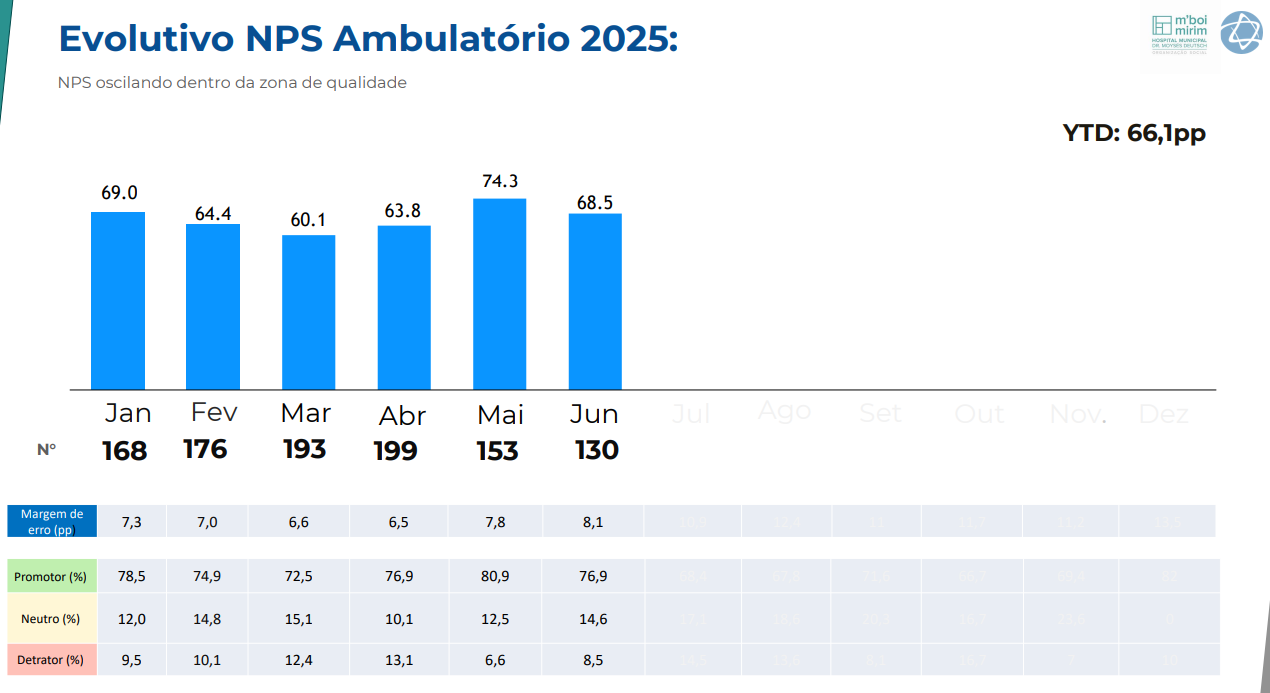 Evolutivo NPS Ambulatório 2025:
NPS oscilando dentro da zona de qualidade
m'boi
mirim
HOSPITAL MUNICIPAL
DR. MOYSÉS DEUTSCH
ORGANIZAÇÃO SOCIAL
YTD: 66,1pp
69.0 64.4 60.1 63.8 74.3 68.5
Jan Fev Mar Abr Mai Jun Jul Ago Set Out Nov. Dez
Nº 168 176 193 199 153 130
Margem de
erro (pp) 7,3 7,0 6,6 6,5 7,8 8,1
Promotor (%) 78,5 74,9 72,5 76,9 80,9 76,9
Neutro (%) 12,0 14,8 15,1 10,1 12,5 14,6
Detrator (%) 9,5 10,1 12,4 13,1 6,6 8,5